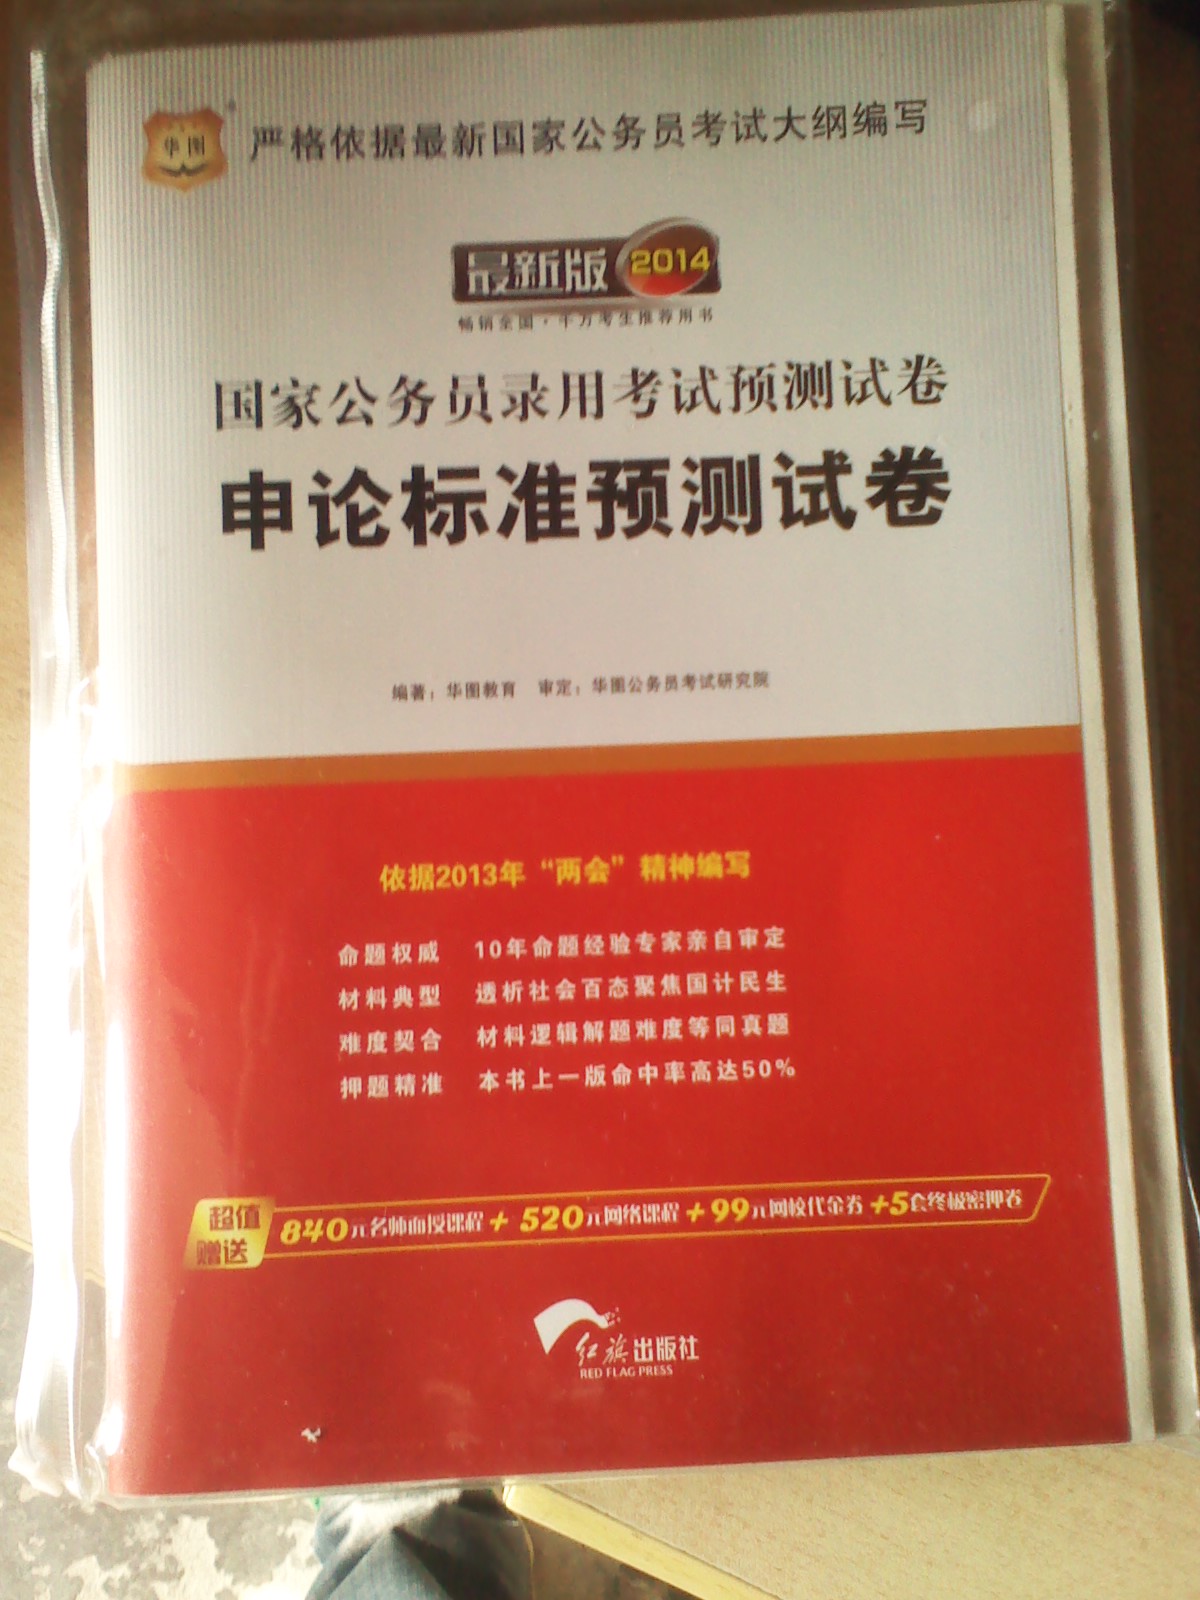 华图
严格依据最新国家公务员考试大纲编写
最新版 2014
畅销全国·千万考生推荐用书
国家公务员录用考试预测试卷
申论标准预测试卷
编著：华图教育 审定：华图公务员考试研究院
依据2013年“两会”精神编写
命题权威 10年命题经验专家亲自审定
材料典型 透析社会百态聚焦国计民生
难度契合 材料逻辑解题难度等同真题
押题精准 本书上一版命中率高达50%
超值赠送 840元名师面授课程+520元网络课程+99元网校代金券+5套终极密押卷
红旗出版社
RED FLAG PRESS